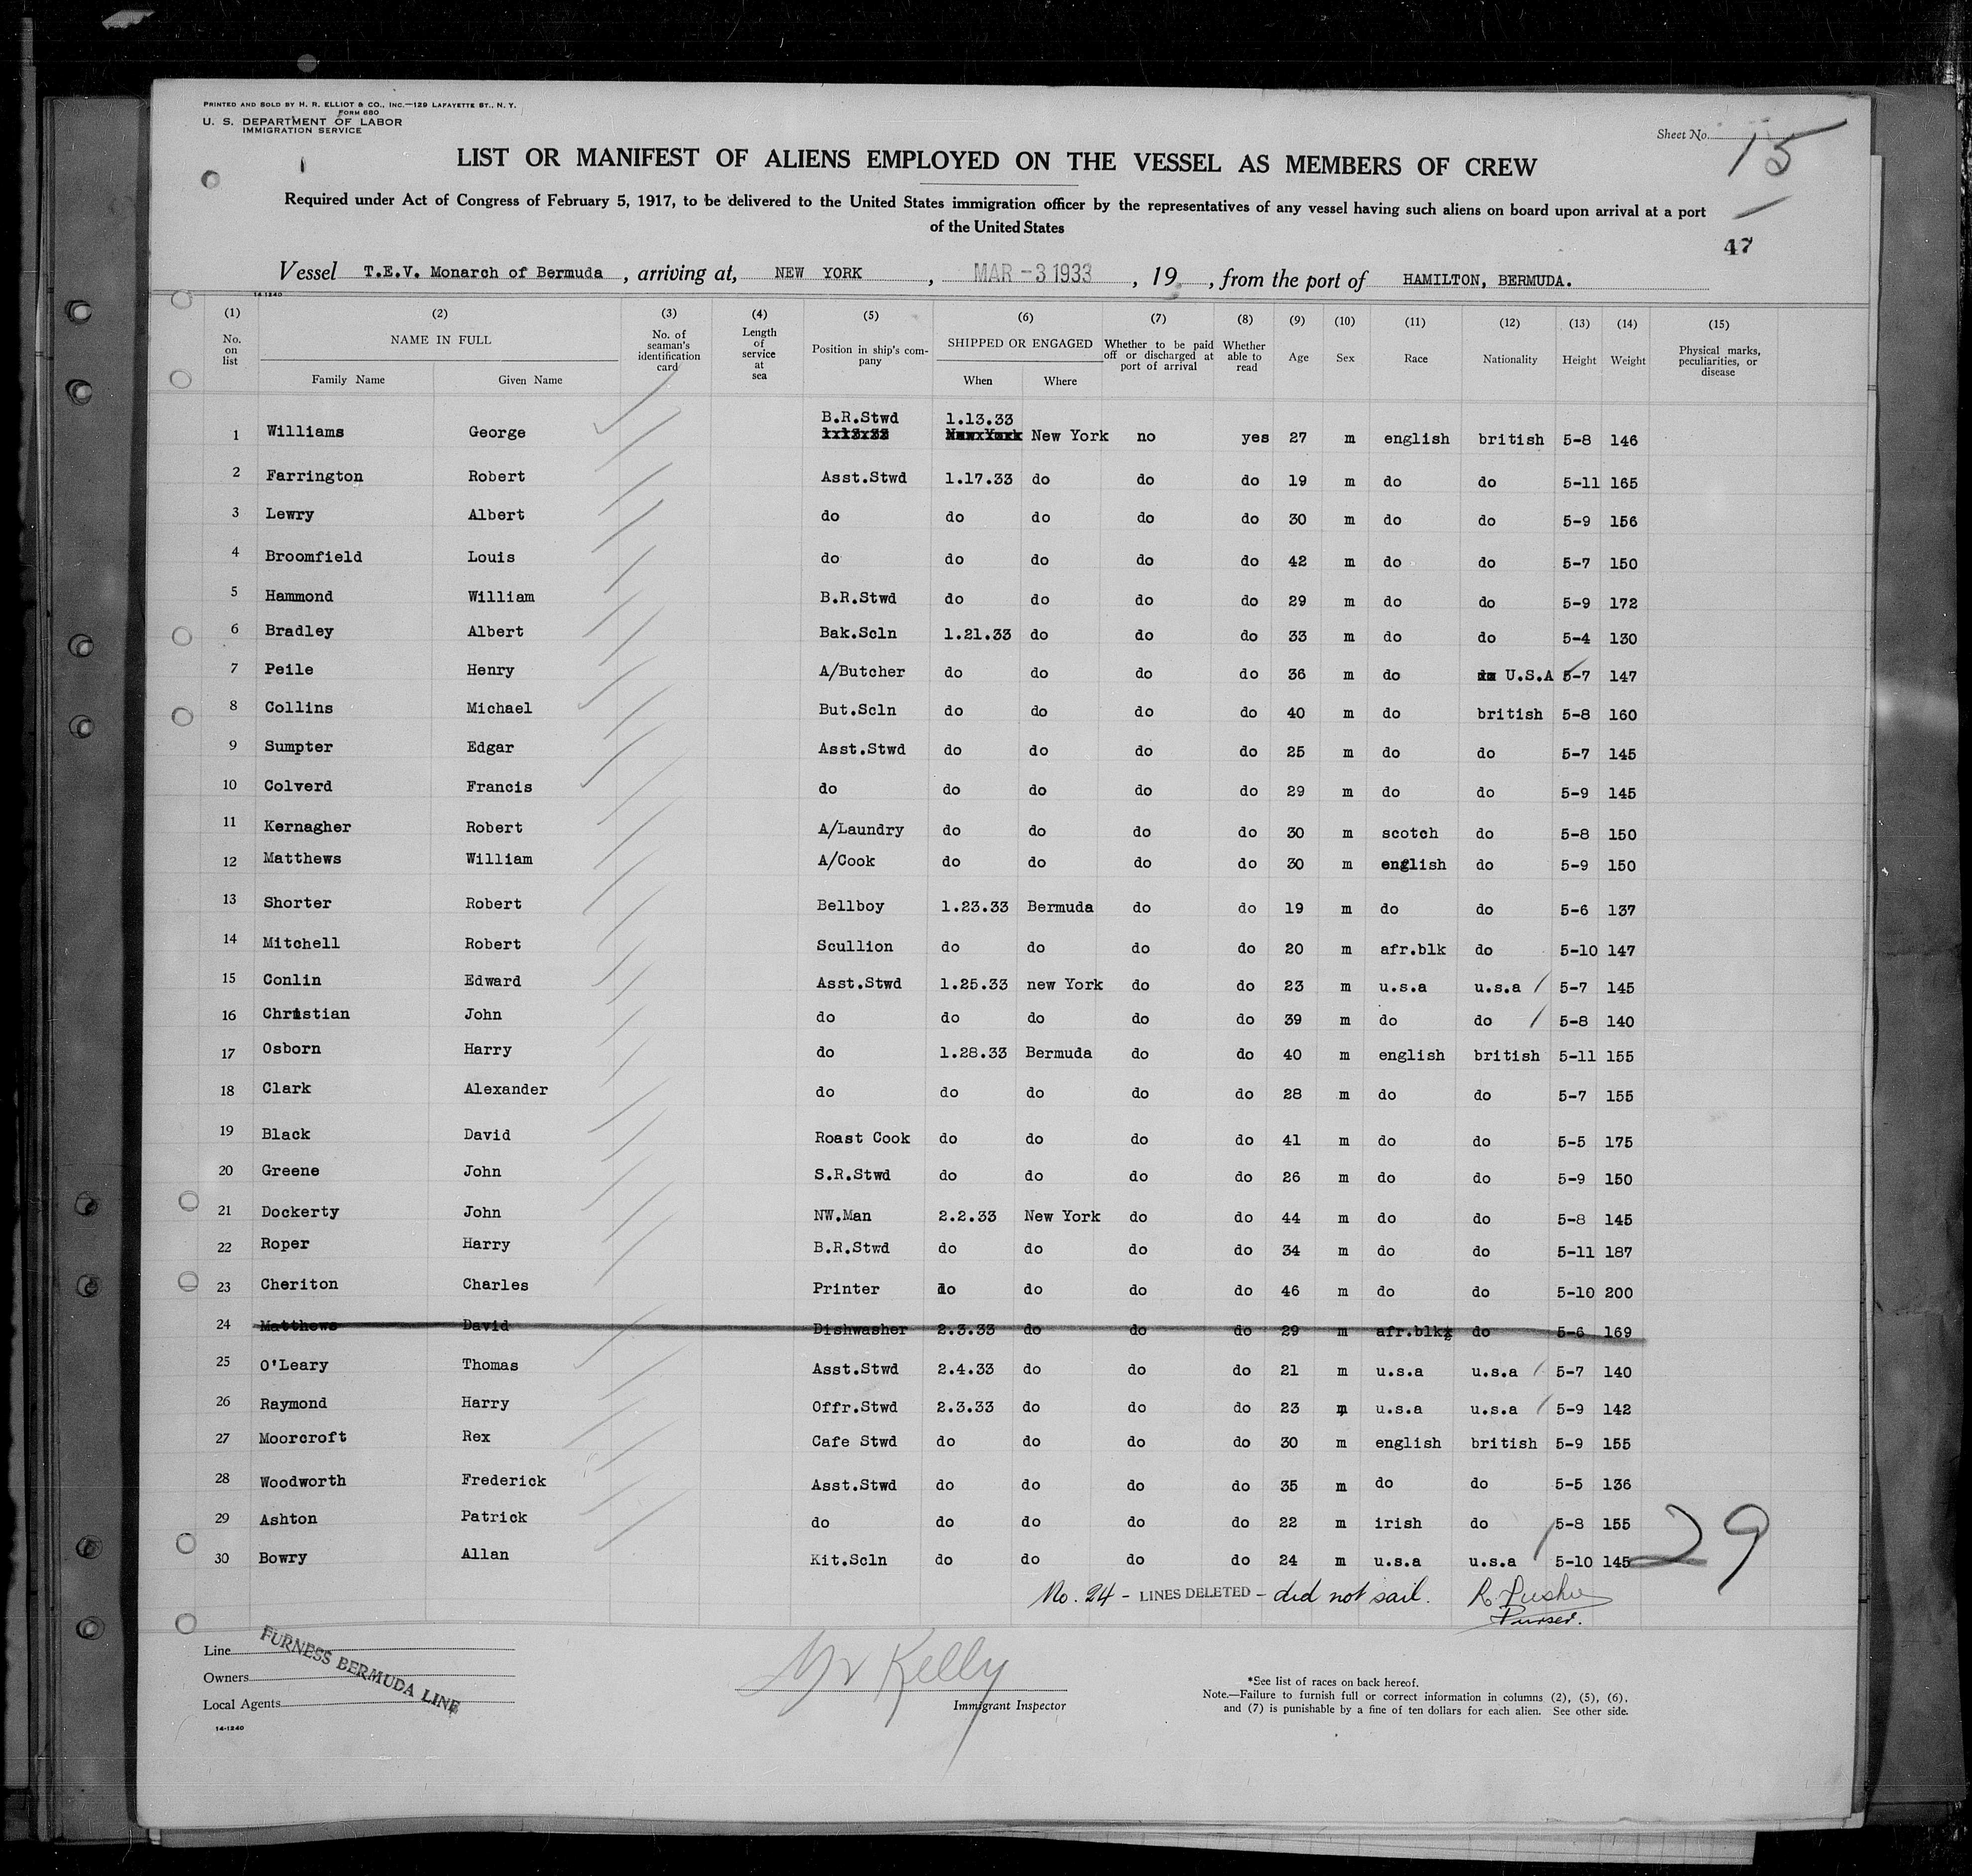 PRINTED AND SOLD BY H. R. ELLIOT & CO., INC.—129 LAFAYETTE ST., N. Y.
FORM 680
U. S. DEPARTMENT OF LABOR
IMMIGRATION SERVICE
Sheet No. 15
LIST OR MANIFEST OF ALIENS EMPLOYED ON THE VESSEL AS MEMBERS OF CREW
Required under Act of Congress of February 5, 1917, to be delivered to the United States immigration officer by the representatives of any vessel having such aliens on board upon arrival at a port
of the United States
47
Vessel T.E.V. Monarch of Bermuda, arriving at, NEW YORK, MAR -3 1933, 19, from the port of HAMILTON, BERMUDA.
14-1240
(1) (2) (3) (4) (5) (6) (7) (8) (9) (10) (11) (12) (13) (14) (15)
No. on list NAME IN FULL No. of seaman's identification card Length of service at sea Position in ship's company SHIPPED OR ENGAGED Whether to be paid off or discharged at port of arrival Whether able to read Age Sex Race Nationality Height Weight Physical marks, peculiarities, or disease
Family Name Given Name When Where
B.R.Stwd 1.13.33
1 Williams George 1x13x33 NewxYork New York no yes 27 m english british 5-8 146
2 Farrington Robert Asst.Stwd 1.17.33 do do do 19 m do do 5-11 165
3 Lewry Albert do do do do do 30 m do do 5-9 156
4 Broomfield Louis do do do do do 42 m do do 5-7 150
5 Hammond William B.R.Stwd do do do do 29 m do do 5-9 172
6 Bradley Albert Bak.Scln 1.21.33 do do do 33 m do do 5-4 130
7 Peile Henry A/Butcher do do do do 36 m do do U.S.A 5-7 147
8 Collins Michael But.Scln do do do do 40 m do british 5-8 160
9 Sumpter Edgar Asst.Stwd do do do do 25 m do do 5-7 145
10 Colverd Francis do do do do do 29 m do do 5-9 145
11 Kernagher Robert A/Laundry do do do do 30 m scotch do 5-8 150
12 Matthews William A/Cook do do do do 30 m english do 5-9 150
13 Shorter Robert Bellboy 1.23.33 Bermuda do do 19 m do do 5-6 137
14 Mitchell Robert Scullion do do do do 20 m afr.blk do 5-10 147
15 Conlin Edward Asst.Stwd 1.25.33 new York do do 23 m u.s.a u.s.a 5-7 145
16 Christian John do do do do do 39 m do do 5-8 140
17 Osborn Harry do 1.28.33 Bermuda do do 40 m english british 5-11 155
18 Clark Alexander do do do do do 28 m do do 5-7 155
19 Black David Roast Cook do do do do 41 m do do 5-5 175
20 Greene John S.R.Stwd do do do do 26 m do do 5-9 150
21 Dockerty John NW.Man 2.2.33 New York do do 44 m do do 5-8 145
22 Roper Harry B.R.Stwd do do do do 34 m do do 5-11 187
23 Cheriton Charles Printer do do do do 46 m do do 5-10 200
24 Matthews David Dishwasher 2.3.33 do do do 29 m afr.blk do 5-6 169
25 O'Leary Thomas Asst.Stwd 2.4.33 do do do 21 m u.s.a u.s.a 5-7 140
26 Raymond Harry Offr.Stwd 2.3.33 do do do 23 m u.s.a u.s.a 5-9 142
27 Moorcroft Rex Cafe Stwd do do do do 30 m english british 5-9 155
28 Woodworth Frederick Asst.Stwd do do do do 35 m do do 5-5 136
29 Ashton Patrick do do do do do 22 m irish do 5-8 155
30 Bowry Allan Kit.Scln do do do do 24 m u.s.a u.s.a 5-10 145
29
No. 24 - LINES DELETED - did not sail.
Purser.
Line
Owners
Local Agents
FURNESS BERMUDA LINE
14-1240
Kelly
Immigrant Inspector
*See list of races on back hereof.
Note.—Failure to furnish full or correct information in columns (2), (5), (6),
and (7) is punishable by a fine of ten dollars for each alien. See other side.